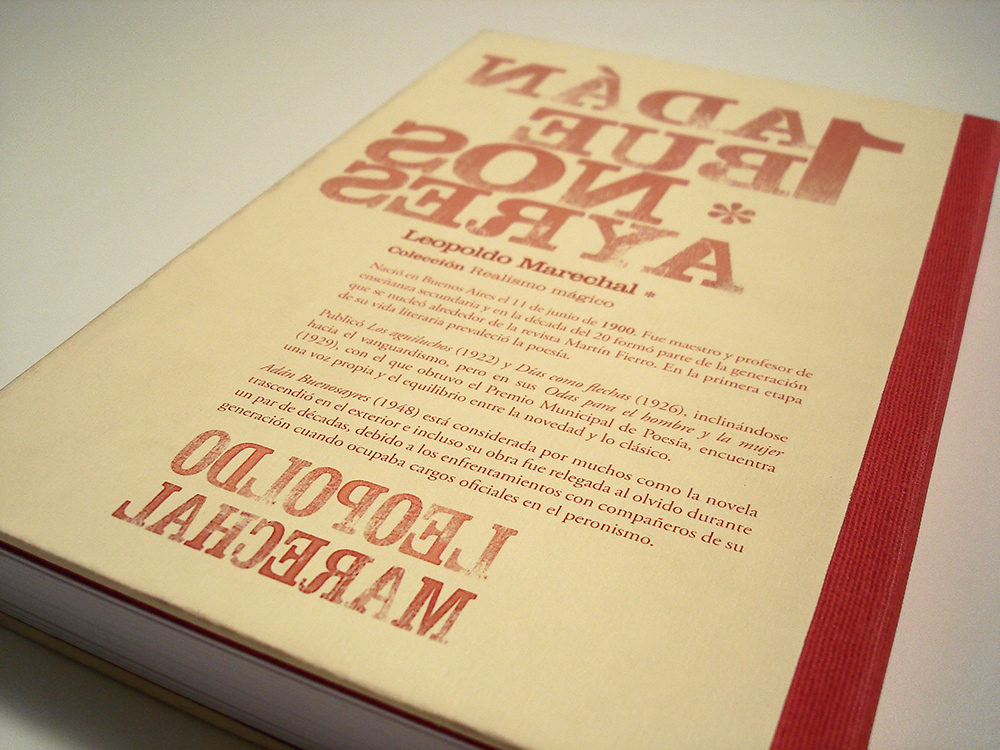 1 ADÁN
BUE
* NOS
AYRES
Leopoldo Marechal *
Colección Realismo mágico
Nació en Buenos Aires el 11 de junio de 1900. Fue maestro y profesor de
enseñanza secundaria y en la década del 20 formó parte de la generación
que se nucleó alrededor de la revista Martín Fierro. En la primera etapa
de su vida literaria prevaleció la poesía.
Publicó Los aguiluchos (1922) y Días como flechas (1926), inclinándose
hacia el vanguardismo, pero en sus Odas para el hombre y la mujer
(1929), con el que obtuvo el Premio Municipal de Poesía, encuentra
una voz propia y el equilibrio entre la novedad y lo clásico.
Adán Buenosayres (1948) está considerada por muchos como la novela
trascendió en el exterior e incluso su obra fue relegada al olvido durante
un par de décadas, debido a los enfrentamientos con compañeros de su
generación cuando ocupaba cargos oficiales en el peronismo.
LEOPOLDO
MARECHAL